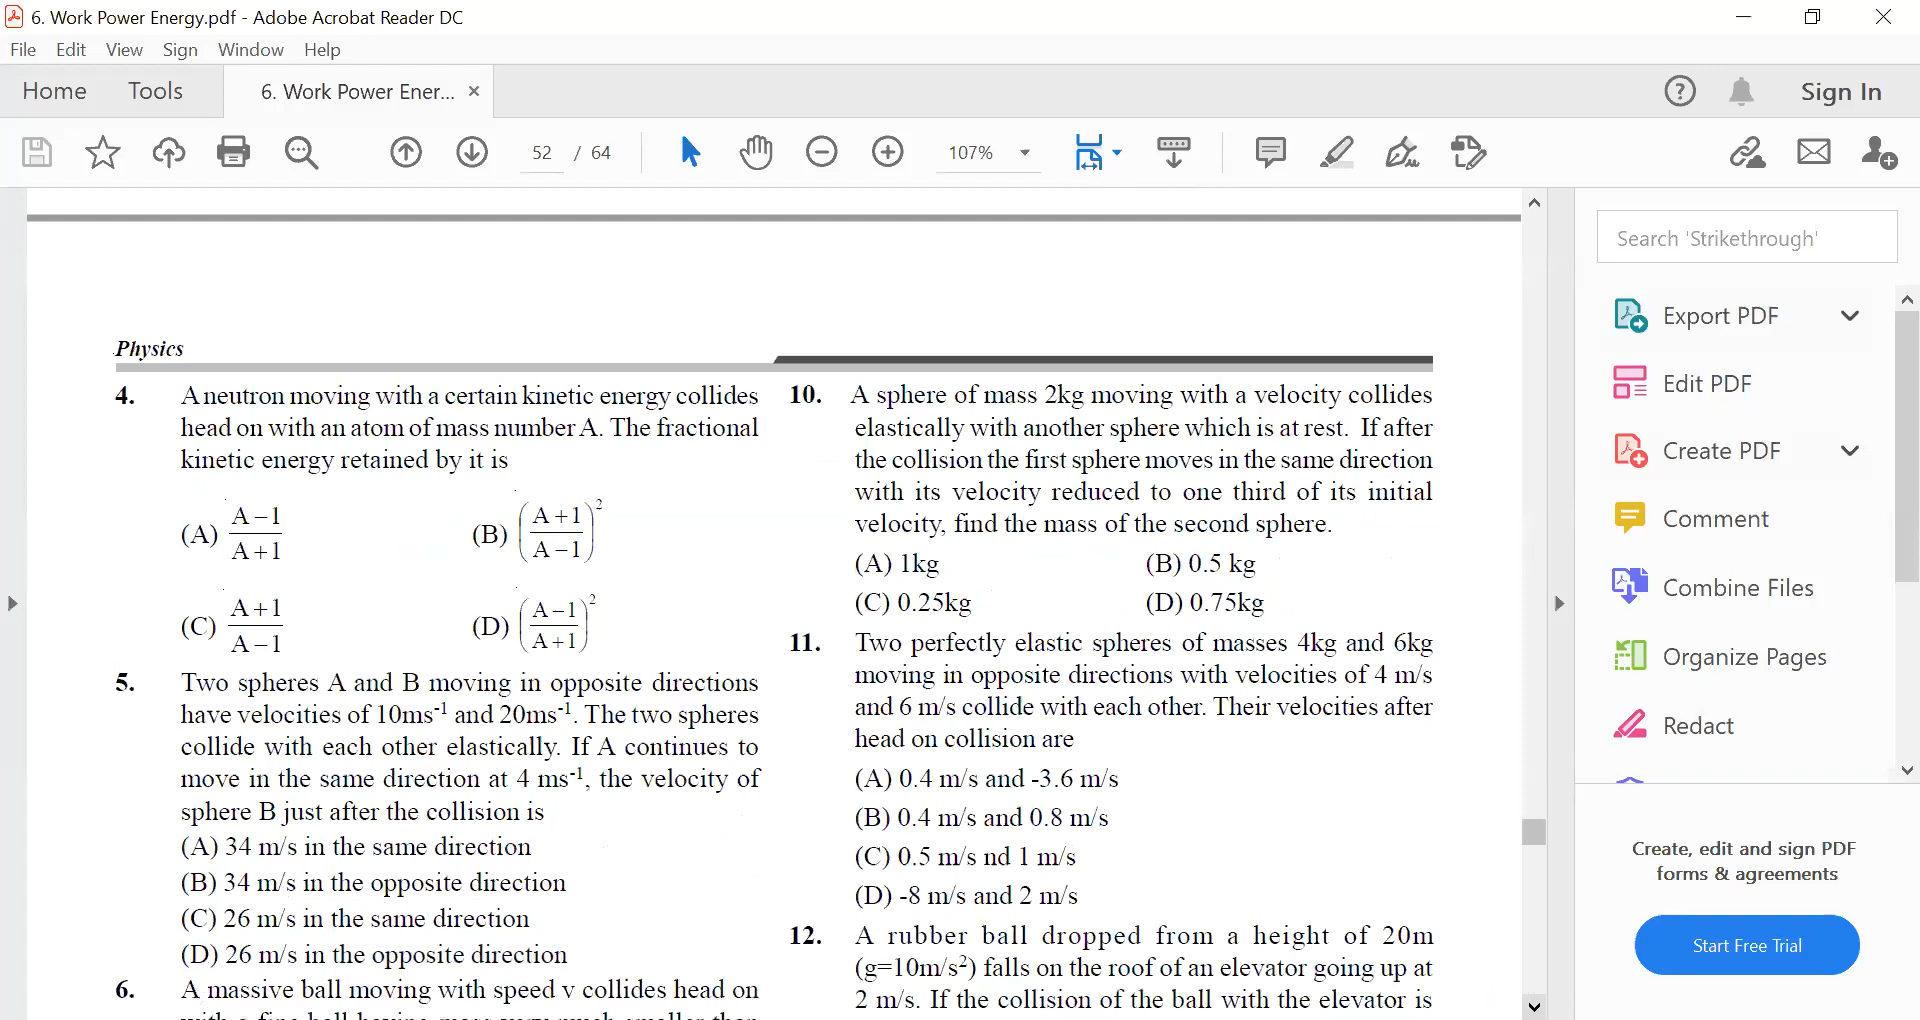 6. Work Power Energy.pdf - Adobe Acrobat Reader DC
File Edit View Sign Window Help
Home Tools 6. Work Power Ener... × Sign In
52 / 64 107%
Search 'Strikethrough'
Export PDF
Edit PDF
Create PDF
Comment
Combine Files
Organize Pages
Redact
Create, edit and sign PDF
forms & agreements
Start Free Trial
Physics
4. A neutron moving with a certain kinetic energy collides
head on with an atom of mass number A. The fractional
kinetic energy retained by it is
(A) \frac{A-1}{A+1} (B) \left(\frac{A+1}{A-1}\right)^2
(C) \frac{A+1}{A-1} (D) \left(\frac{A-1}{A+1}\right)^2
5. Two spheres A and B moving in opposite directions
have velocities of 10ms⁻¹ and 20ms⁻¹. The two spheres
collide with each other elastically. If A continues to
move in the same direction at 4 ms⁻¹, the velocity of
sphere B just after the collision is
(A) 34 m/s in the same direction
(B) 34 m/s in the opposite direction
(C) 26 m/s in the same direction
(D) 26 m/s in the opposite direction
6. A massive ball moving with speed v collides head on
10. A sphere of mass 2kg moving with a velocity collides
elastically with another sphere which is at rest. If after
the collision the first sphere moves in the same direction
with its velocity reduced to one third of its initial
velocity, find the mass of the second sphere.
(A) 1kg (B) 0.5 kg
(C) 0.25kg (D) 0.75kg
11. Two perfectly elastic spheres of masses 4kg and 6kg
moving in opposite directions with velocities of 4 m/s
and 6 m/s collide with each other. Their velocities after
head on collision are
(A) 0.4 m/s and -3.6 m/s
(B) 0.4 m/s and 0.8 m/s
(C) 0.5 m/s nd 1 m/s
(D) -8 m/s and 2 m/s
12. A rubber ball dropped from a height of 20m
(g=10m/s²) falls on the roof of an elevator going up at
2 m/s. If the collision of the ball with the elevator is